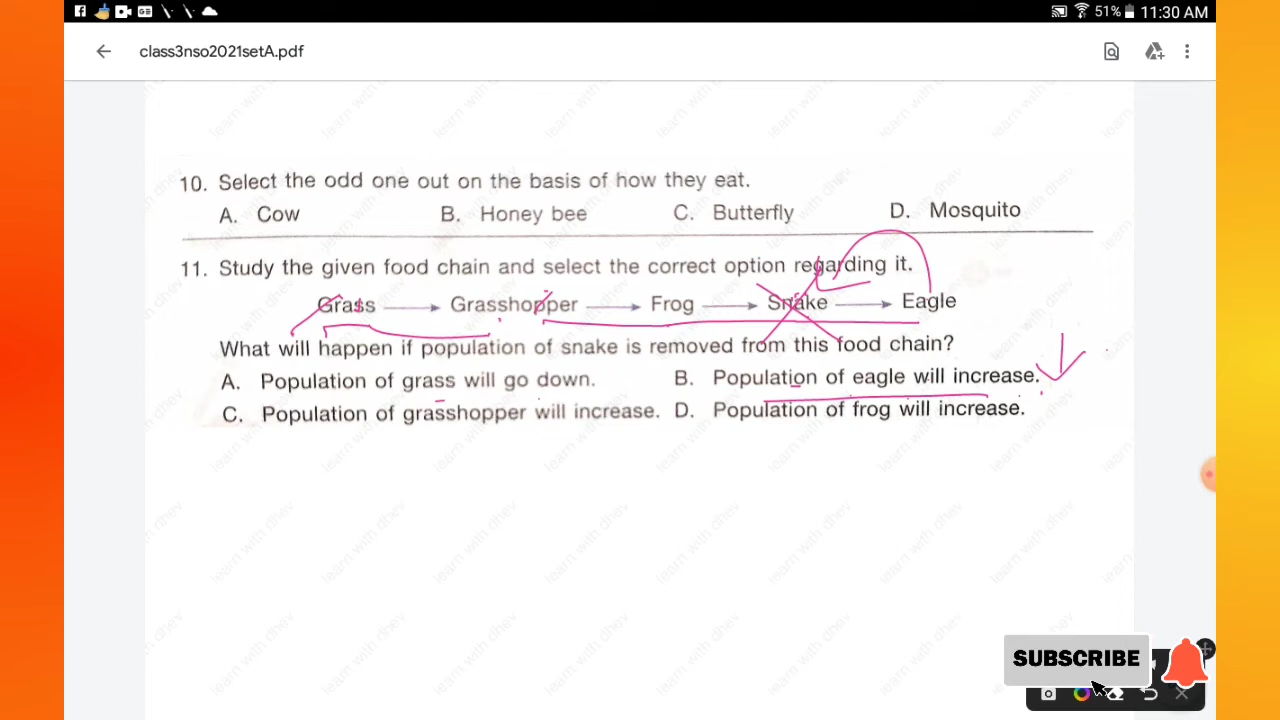 51% 11:30 AM
class3nso2021setA.pdf
10. Select the odd one out on the basis of how they eat.
A. Cow B. Honey bee C. Butterfly D. Mosquito
11. Study the given food chain and select the correct option regarding it.
Grass → Grasshopper → Frog → Snake → Eagle
What will happen if population of snake is removed from this food chain?
A. Population of grass will go down. B. Population of eagle will increase.
C. Population of grasshopper will increase. D. Population of frog will increase.
learn with dhev
SUBSCRIBE